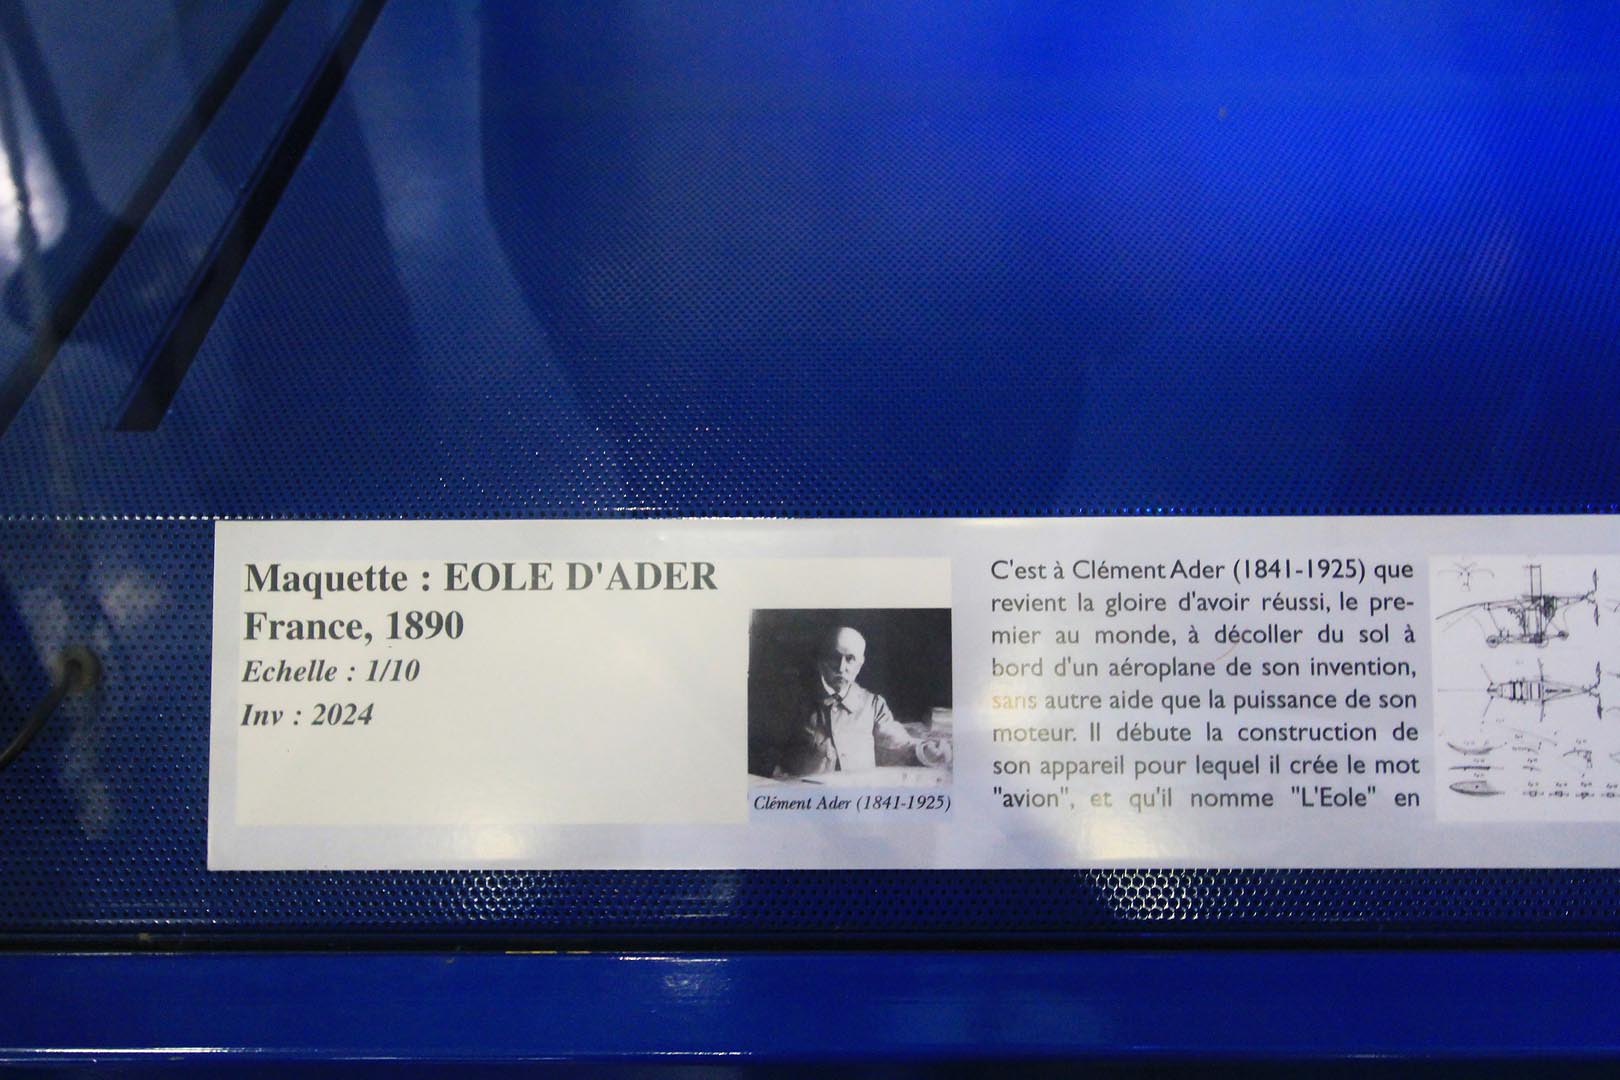 Maquette : EOLE D'ADER
France, 1890
Echelle : 1/10
Inv : 2024
Clément Ader (1841-1925)
C'est à Clément Ader (1841-1925) que
revient la gloire d'avoir réussi, le pre-
mier au monde, à décoller du sol à
bord d'un aéroplane de son invention,
sans autre aide que la puissance de son
moteur. Il débute la construction de
son appareil pour lequel il crée le mot
"avion", et qu'il nomme "L'Eole" en